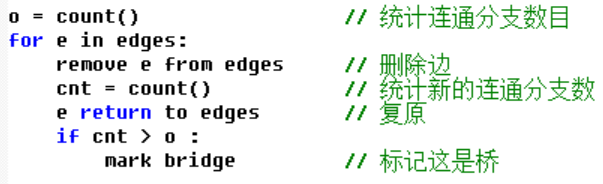 o = count() // 统计连通分支数目
for e in edges:
remove e from edges // 删除边
cnt = count() // 统计新的连通分支数
e return to edges // 复原
if cnt > o :
mark bridge // 标记这是桥